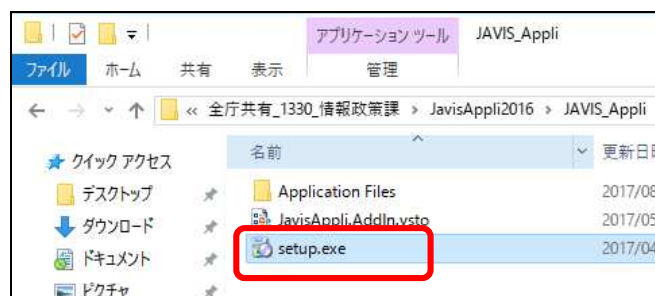 アプリケーション ツール JAVIS_Appli
ファイル ホーム 共有 表示 管理
« 全庁共有_1330_情報政策課 › JavisAppli2016 › JAVIS_Appli
クイック アクセス
デスクトップ
ダウンロード
ドキュメント
ピクチャ
名前
Application Files 2017/08
JavisAppli.AddIn.vsto 2017/05
setup.exe 2017/04